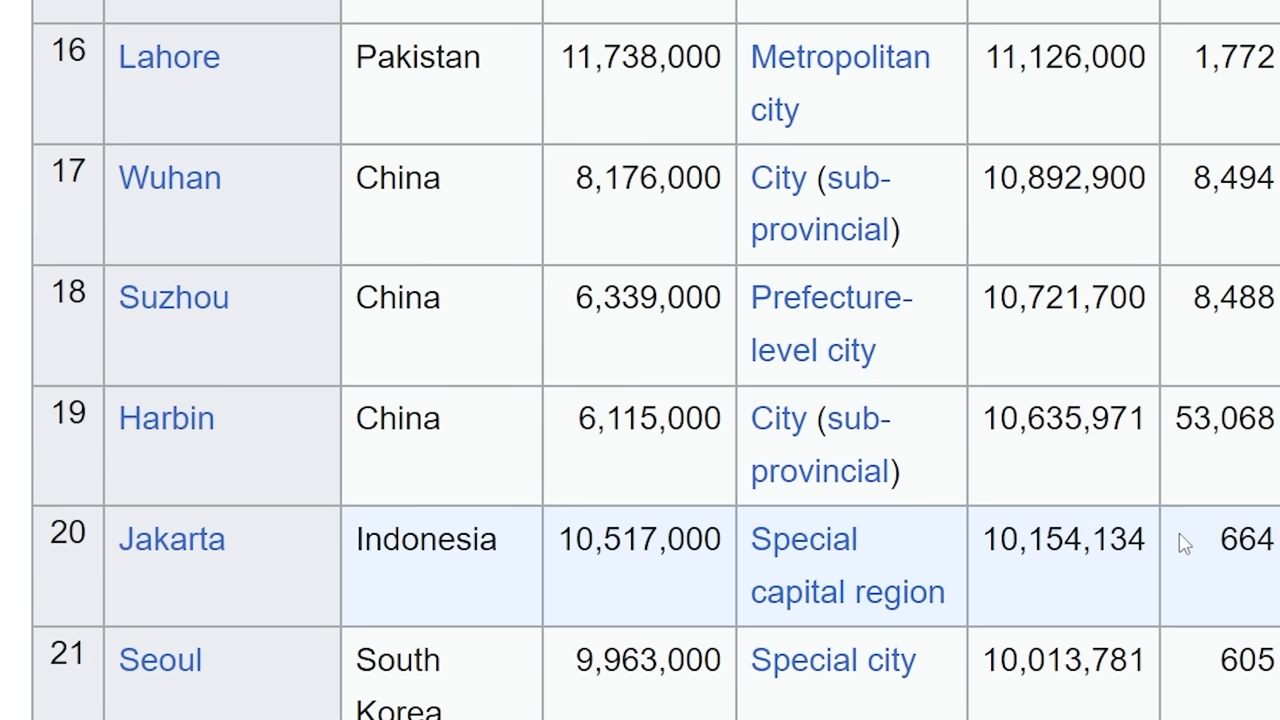 16 Lahore Pakistan 11,738,000 Metropolitan 11,126,000 1,772
city
17 Wuhan China 8,176,000 City (sub- 10,892,900 8,494
provincial)
18 Suzhou China 6,339,000 Prefecture- 10,721,700 8,488
level city
19 Harbin China 6,115,000 City (sub- 10,635,971 53,068
provincial)
20 Jakarta Indonesia 10,517,000 Special 10,154,134 664
capital region
21 Seoul South 9,963,000 Special city 10,013,781 605
Korea